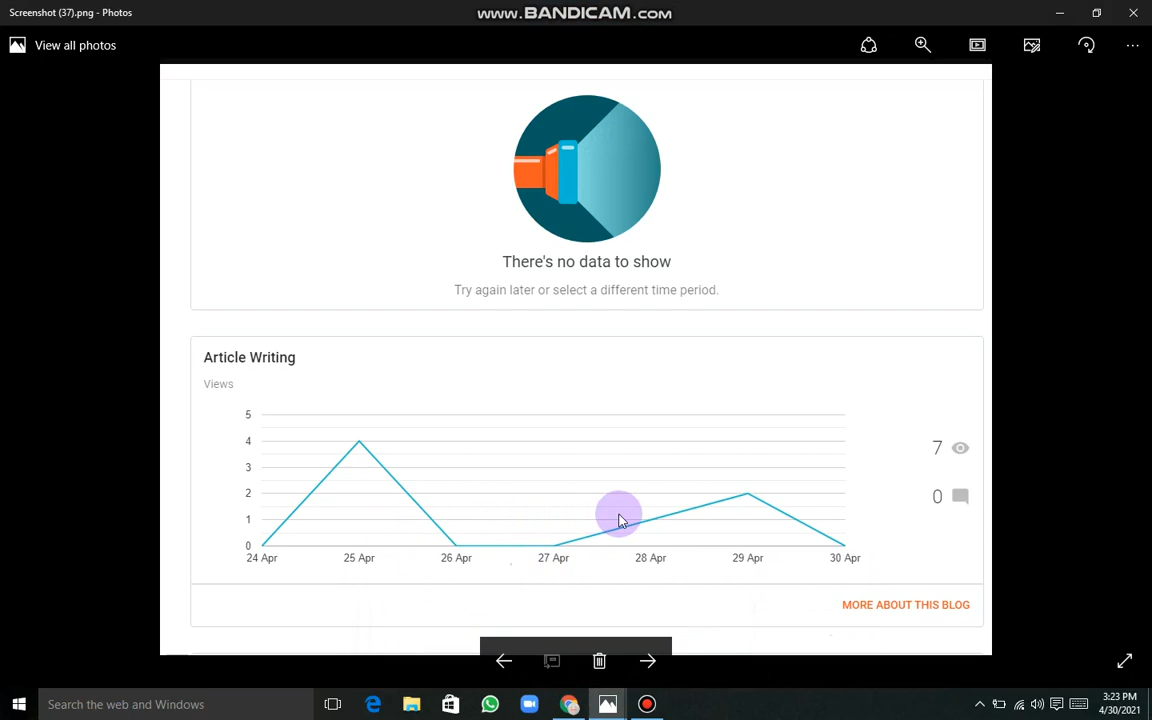 Screenshot (37).png - Photos
www.BANDICAM.com
View all photos
There's no data to show
Try again later or select a different time period.
Article Writing
Views
5
4
3
2
1
0
7
0
24 Apr 25 Apr 26 Apr 27 Apr 28 Apr 29 Apr 30 Apr
MORE ABOUT THIS BLOG
Search the web and Windows
3:23 PM
4/30/2021